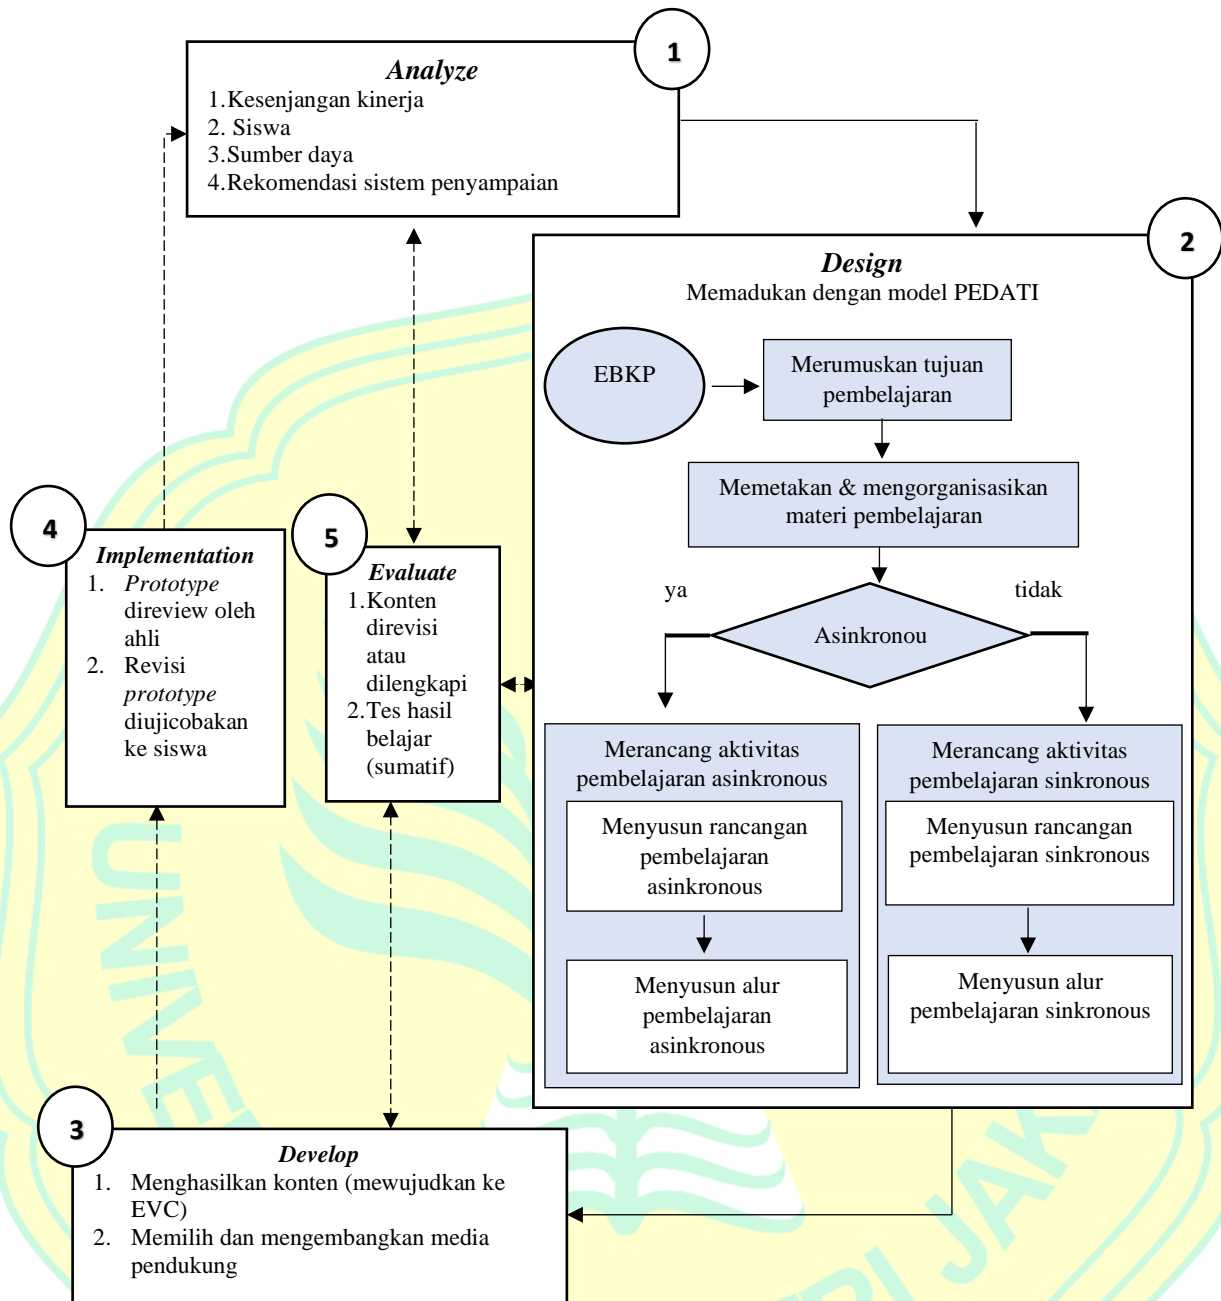 1
Analyze
1.Kesenjangan kinerja
2. Siswa
3.Sumber daya
4.Rekomendasi sistem penyampaian
2
Design
Memadukan dengan model PEDATI
EBKP
Merumuskan tujuan
pembelajaran
Memetakan & mengorganisasikan
materi pembelajaran
ya
tidak
Asinkronou
Merancang aktivitas
pembelajaran asinkronous
Menyusun rancangan
pembelajaran
asinkronous
Menyusun alur
pembelajaran
asinkronous
Merancang aktivitas
pembelajaran sinkronous
Menyusun rancangan
pembelajaran sinkronous
Menyusun alur
pembelajaran sinkronous
4
Implementation
1. Prototype
direview oleh
ahli
2. Revisi
prototype
diujicobakan
ke siswa
5
Evaluate
1.Konten
direvisi
atau
dilengkapi
2.Tes hasil
belajar
(sumatif)
3
Develop
1. Menghasilkan konten (mewujudkan ke
EVC)
2. Memilih dan mengembangkan media
pendukung